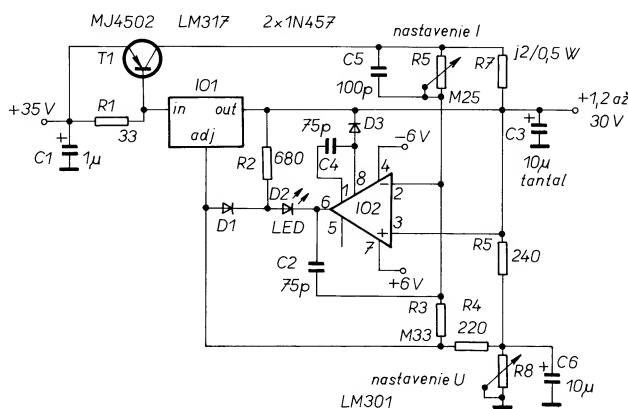 MJ4502 LM317 2x1N457
T1
nastavenie I
C5
100p
R5
M25
R7
j2/0,5 W
+35 V
R1
33
C1
1µ
IO1
in out
adj
R2
680
75p
C4
D3
-6 V
+1,2 až
30 V
C3
10µ
tantal
D1
D2
LED
6
1
8
4
2
IO2
5
7
3
+6 V
C2
75p
R3
M33
R4
220
R5
240
nastavenie U
R8
C6
10µ
LM301